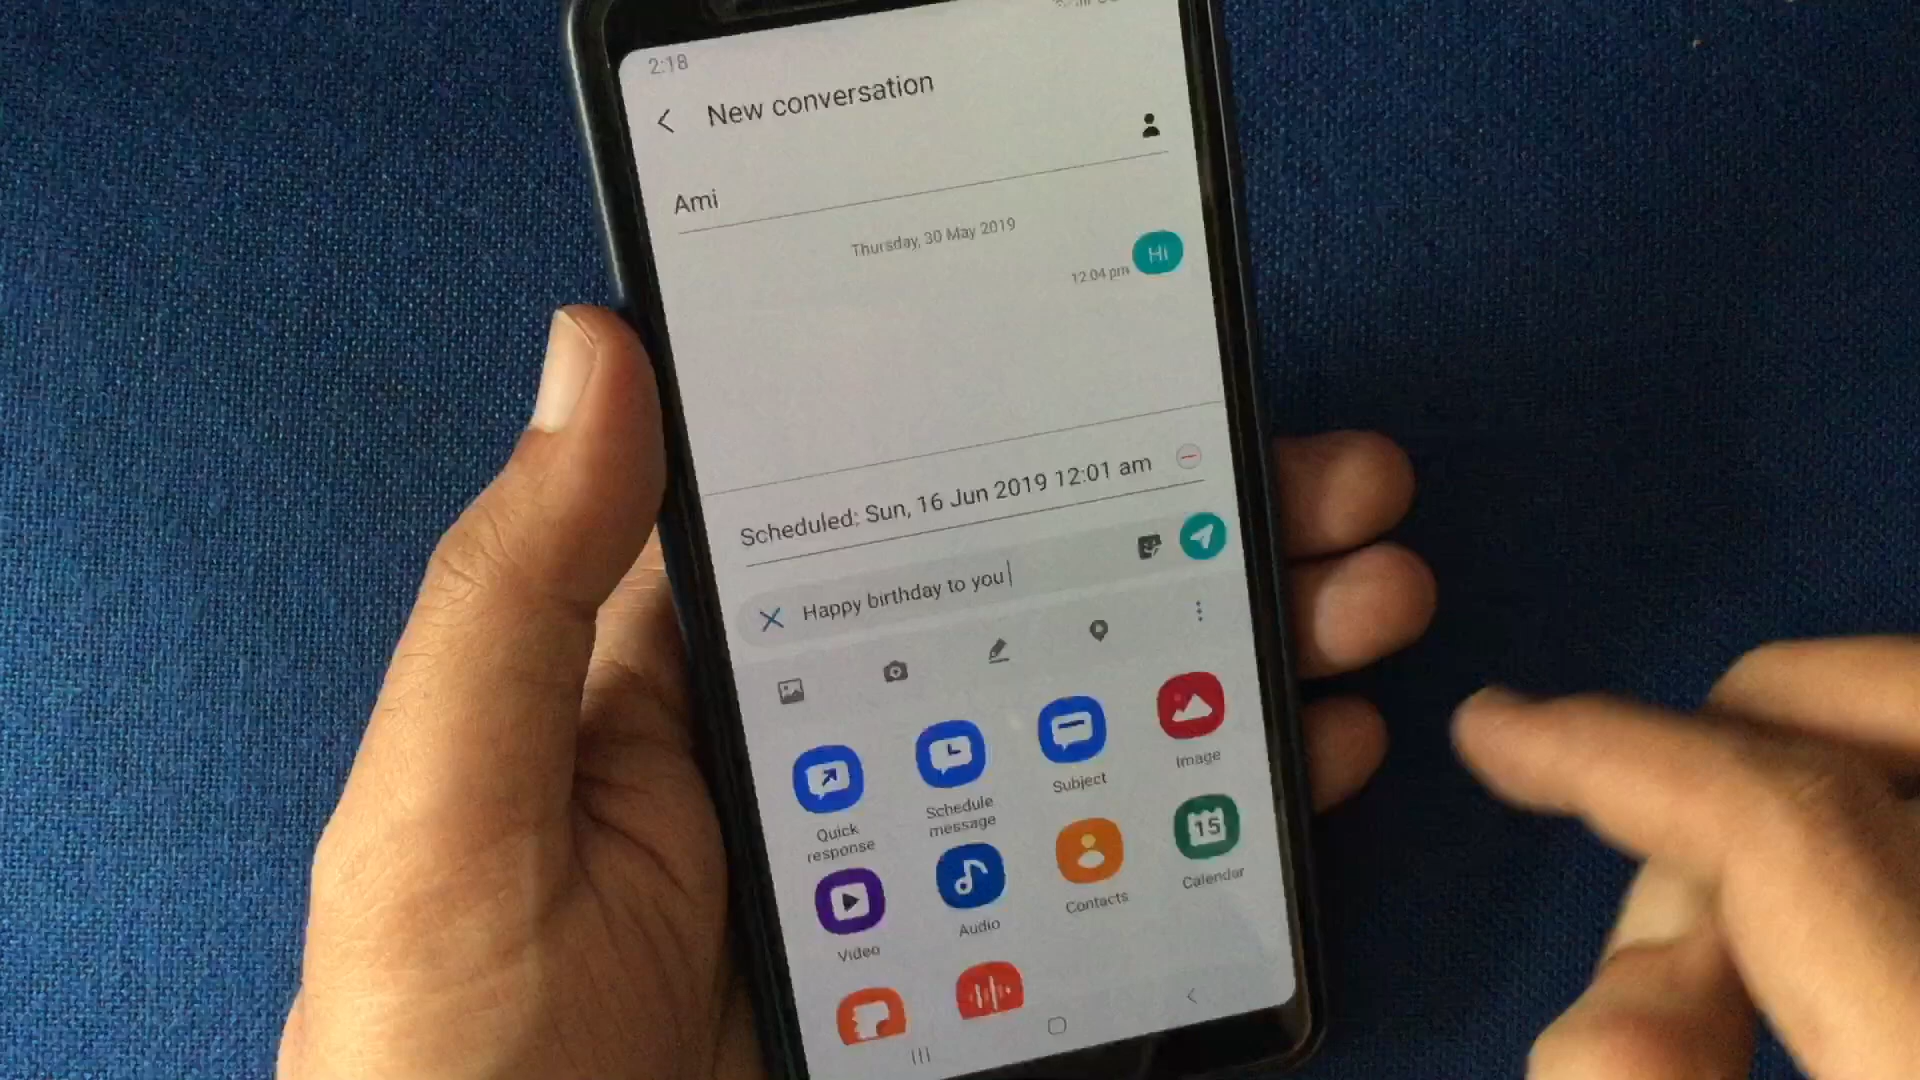 2:18
New conversation
Ami
Thursday, 30 May 2019
Hi
12:04 pm
Scheduled: Sun, 16 Jun 2019 12:01 am
Happy birthday to you
Quick
response
Schedule
message
Subject
Image
Video
Audio
Contacts
15
Calendar